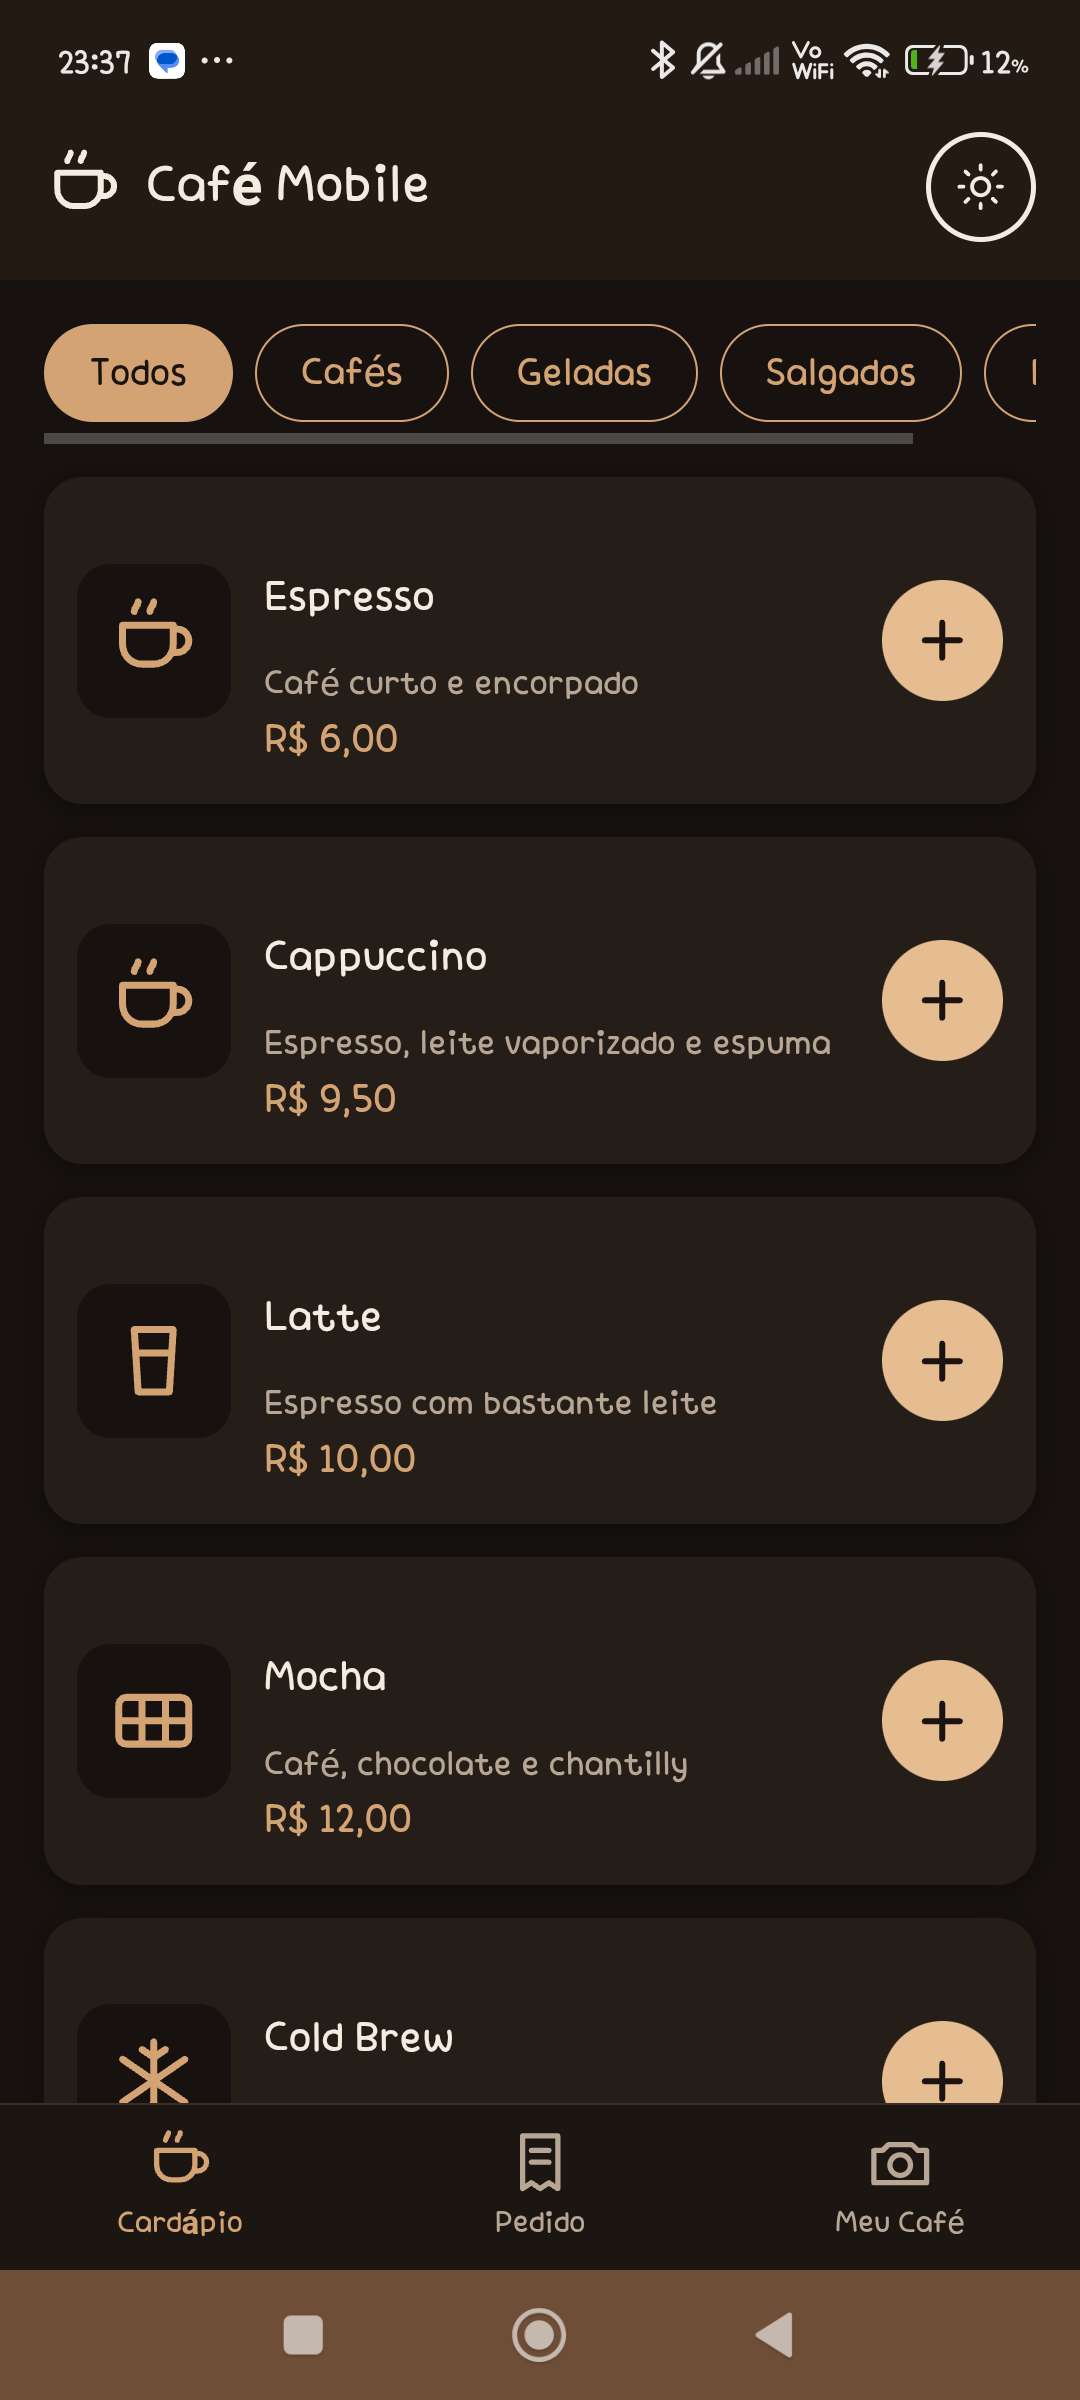 23:37
Vo WiFi
12%
Café Mobile
Todos
Cafés
Geladas
Salgados
Espresso
Café curto e encorpado
R$ 6,00
Cappuccino
Espresso, leite vaporizado e espuma
R$ 9,50
Latte
Espresso com bastante leite
R$ 10,00
Mocha
Café, chocolate e chantilly
R$ 12,00
Cold Brew
Cardápio
Pedido
Meu Café